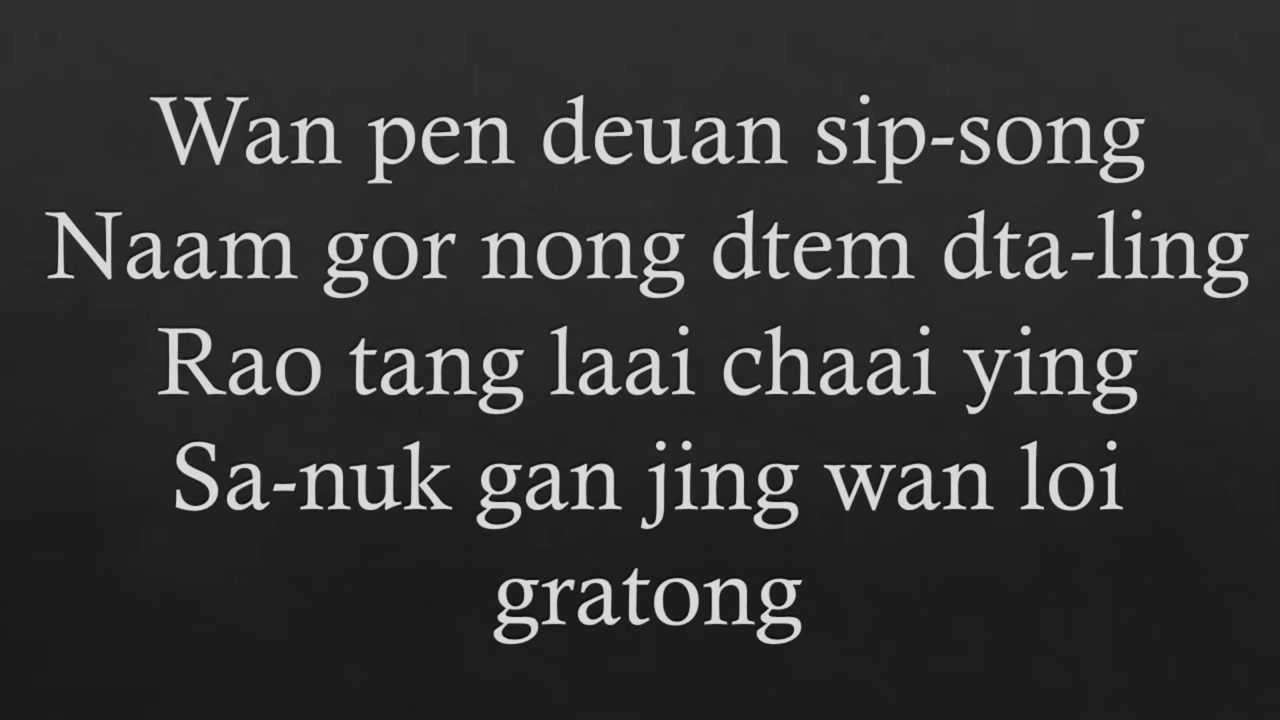 Wan pen deuan sip-song
Naam gor nong dtem dta-ling
Rao tang laai chaai ying
Sa-nuk gan jing wan loi
gratong